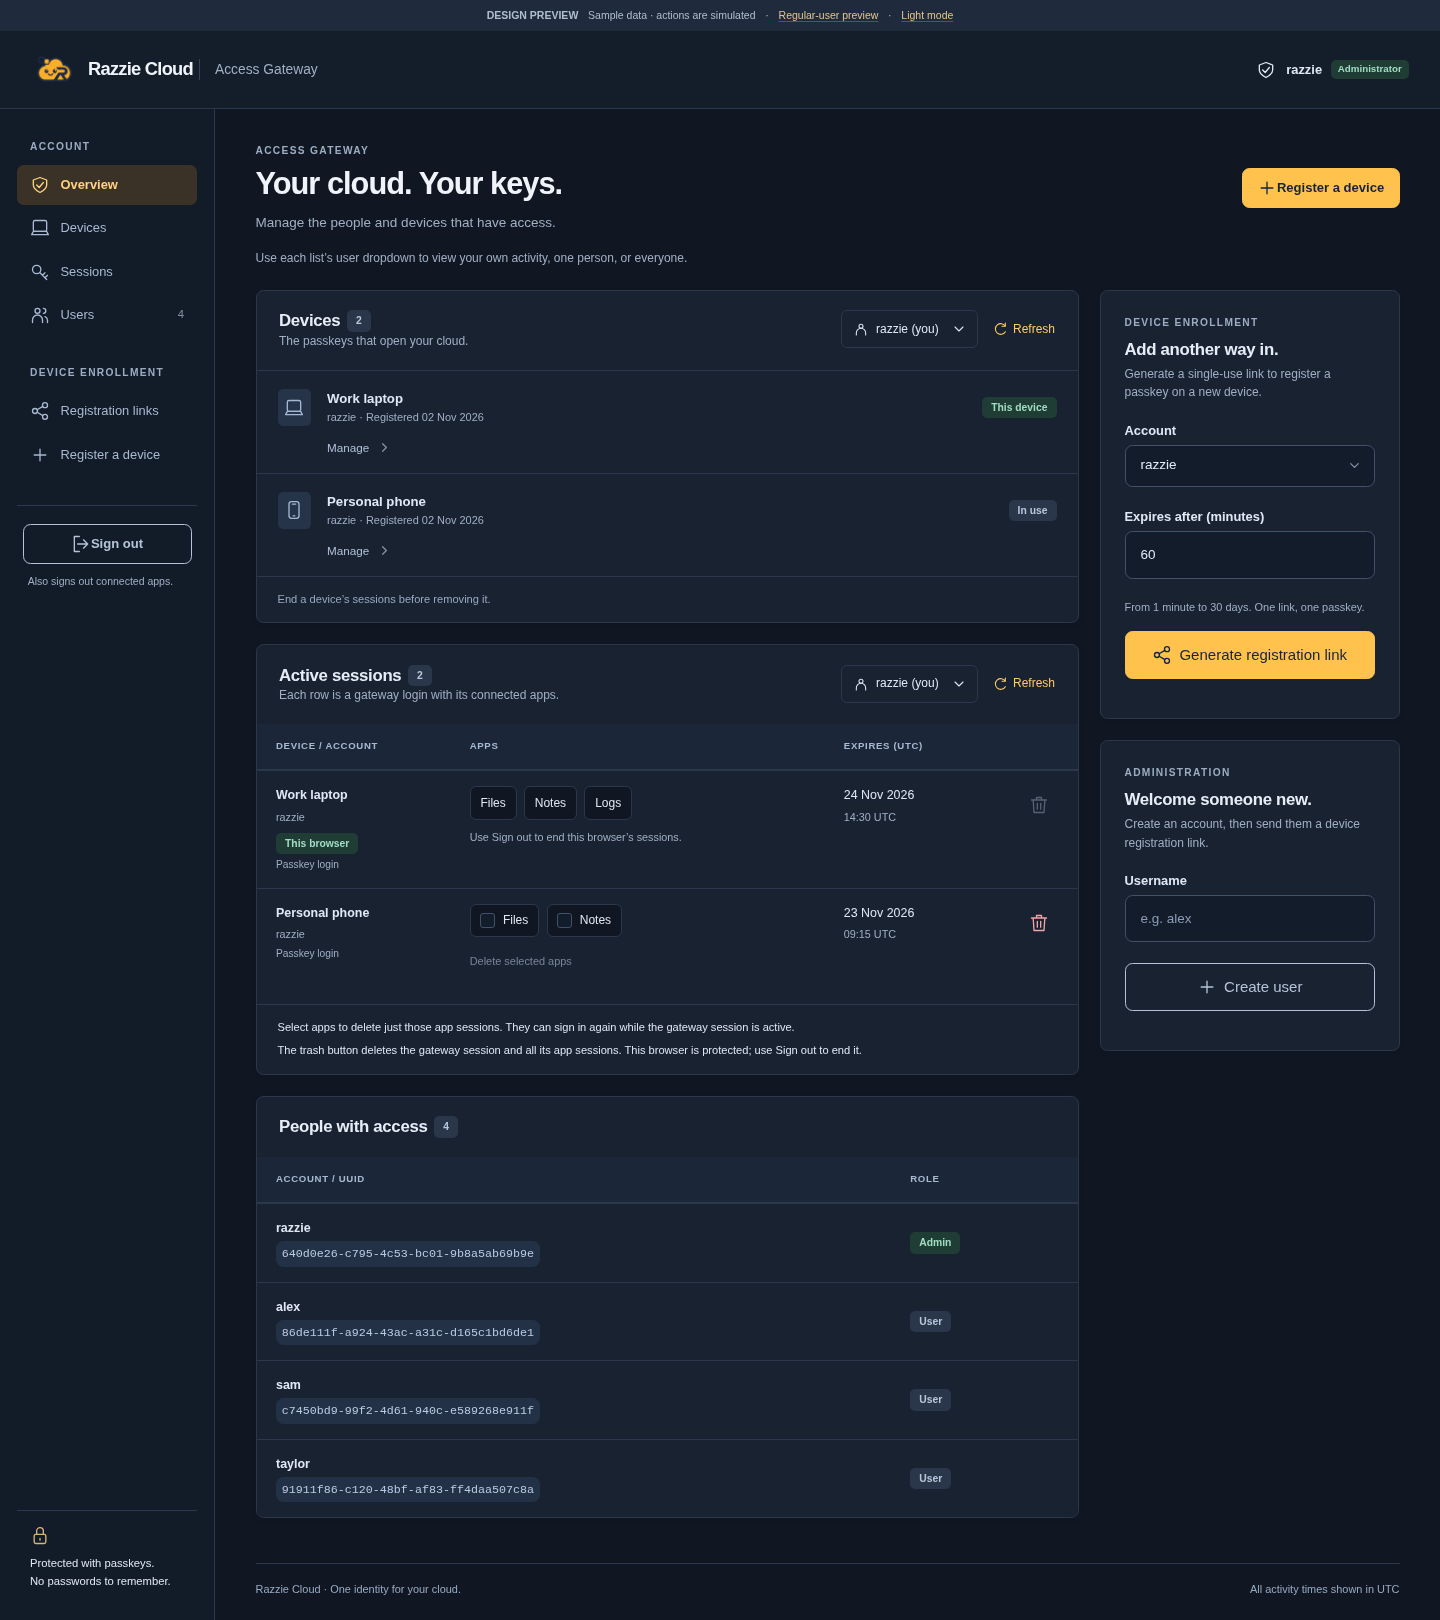 DESIGN PREVIEW Sample data · actions are simulated · Regular-user preview · Light mode
Razzie Cloud Access Gateway
razzie Administrator
ACCOUNT
Overview
Devices
Sessions
Users 4
DEVICE ENROLLMENT
Registration links
Register a device
Sign out
Also signs out connected apps.
Protected with passkeys.
No passwords to remember.
ACCESS GATEWAY
Your cloud. Your keys.
Manage the people and devices that have access.
Register a device
Use each list’s user dropdown to view your own activity, one person, or everyone.
Devices 2
The passkeys that open your cloud.
razzie (you)
Refresh
Work laptop
razzie · Registered 02 Nov 2026
This device
Manage
Personal phone
razzie · Registered 02 Nov 2026
In use
Manage
End a device’s sessions before removing it.
Active sessions 2
Each row is a gateway login with its connected apps.
razzie (you)
Refresh
DEVICE / ACCOUNT APPS EXPIRES (UTC)
Work laptop
razzie
This browser
Passkey login
Files Notes Logs
Use Sign out to end this browser’s sessions.
24 Nov 2026
14:30 UTC
Personal phone
razzie
Passkey login
Files Notes
Delete selected apps
23 Nov 2026
09:15 UTC
Select apps to delete just those app sessions. They can sign in again while the gateway session is active.
The trash button deletes the gateway session and all its app sessions. This browser is protected; use Sign out to end it.
People with access 4
ACCOUNT / UUID ROLE
razzie
640d0e26-c795-4c53-bc01-9b8a5ab69b9e
Admin
alex
86de111f-a924-43ac-a31c-d165c1bd6de1
User
sam
c7450bd9-99f2-4d61-940c-e589268e911f
User
taylor
91911f86-c120-48bf-af83-ff4daa507c8a
User
DEVICE ENROLLMENT
Add another way in.
Generate a single-use link to register a
passkey on a new device.
Account
razzie
Expires after (minutes)
60
From 1 minute to 30 days. One link, one passkey.
Generate registration link
ADMINISTRATION
Welcome someone new.
Create an account, then send them a device
registration link.
Username
e.g. alex
Create user
Razzie Cloud · One identity for your cloud.
All activity times shown in UTC